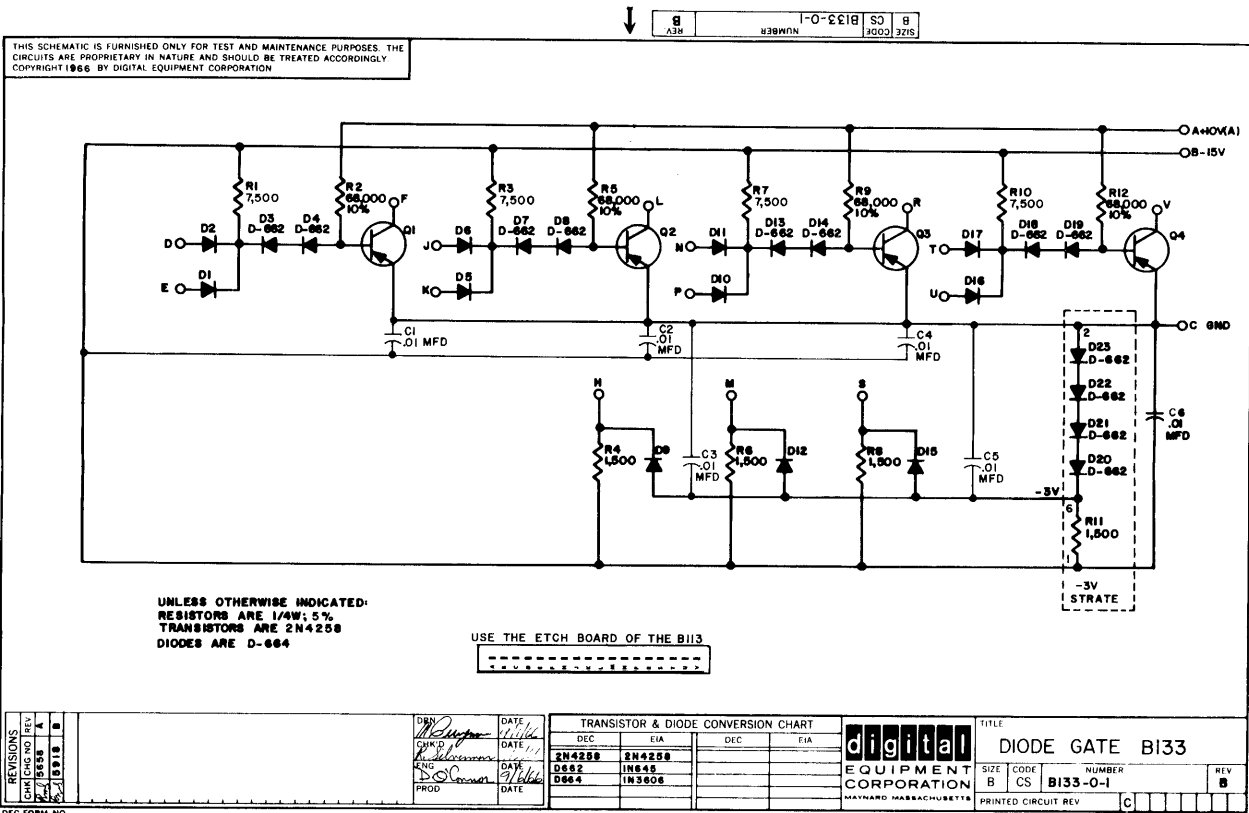 SIZE CODE NUMBER REV.
B CS B133-0-1 B
THIS SCHEMATIC IS FURNISHED ONLY FOR TEST AND MAINTENANCE PURPOSES. THE
CIRCUITS ARE PROPRIETARY IN NATURE AND SHOULD BE TREATED ACCORDINGLY
COPYRIGHT 1966 BY DIGITAL EQUIPMENT CORPORATION
A+10V(A)
B-15V
R1
7,500
R2
68,000
10%
F
R3
7,500
R5
68,000
10%
L
R7
7,500
R9
68,000
10%
R
R10
7,500
R12
68,000
10%
V
D2
D3
D-662
D4
D-662
Q1
D
D1
E
D6
D7
D-662
D8
D-662
Q2
J
D5
K
D11
D13
D-662
D14
D-662
Q3
N
D10
P
D17
D18
D-662
D19
D-662
Q4
T
D16
U
C1
.01 MFD
C2
.01
MFD
C4
.01
MFD
C GND
2
D23
D-662
D22
D-662
D21
D-662
D20
D-662
C6
.01
MFD
H
M
S
R4
1,500
D9
C3
.01
MFD
R6
1,500
D12
R8
1,500
D15
C5
.01
MFD
-3V
6
R11
1,500
1
-3V
STRATE
UNLESS OTHERWISE INDICATED:
RESISTORS ARE 1/4W; 5%
TRANSISTORS ARE 2N4258
DIODES ARE D-664
USE THE ETCH BOARD OF THE B113
A B C D E F H J K L M N P R S T U V
REVISIONS
CHK CHG NO REV
5658 A
5918 B
DRN DATE
CHK'D DATE
ENG DATE
D O'Connor 9/6/66
PROD DATE
TRANSISTOR & DIODE CONVERSION CHART
DEC EIA DEC EIA
2N4258 2N4258
D662 IN645
D664 IN3606
digital
EQUIPMENT
CORPORATION
MAYNARD MASSACHUSETTS
TITLE
DIODE GATE B133
SIZE CODE NUMBER REV
B CS B133-0-1 B
PRINTED CIRCUIT REV C
DEC FORM NO